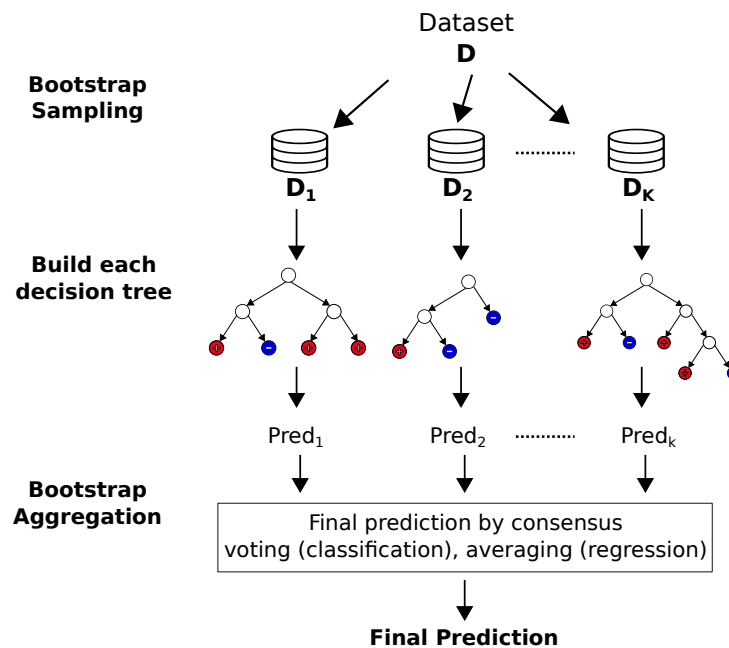 Dataset
D
Bootstrap
Sampling
D₁
D₂
D_K
Build each
decision tree
+
-
+
+
+
-
-
+
-
+
+
-
Pred₁
Pred₂
Predₖ
Bootstrap
Aggregation
Final prediction by consensus
voting (classification), averaging (regression)
Final Prediction